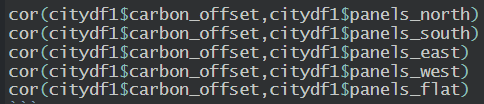 cor(citydf1$carbon_offset,citydf1$panels_north)
cor(citydf1$carbon_offset,citydf1$panels_south)
cor(citydf1$carbon_offset,citydf1$panels_east)
cor(citydf1$carbon_offset,citydf1$panels_west)
cor(citydf1$carbon_offset,citydf1$panels_flat)
```